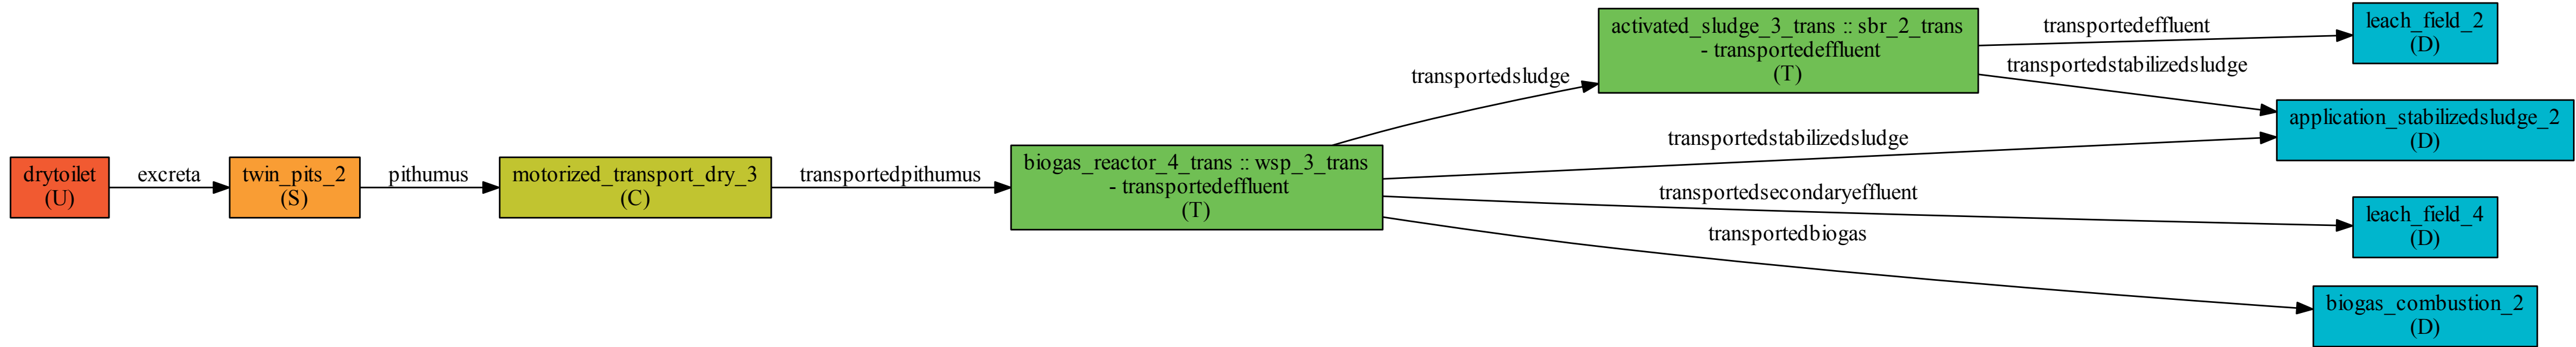 drytoilet
(U)
excreta
twin_pits_2
(S)
pithumus
motorized_transport_dry_3
(C)
transportedpithumus
biogas_reactor_4_trans :: wsp_3_trans
- transportedeffluent
(T)
transportedsludge
activated_sludge_3_trans :: sbr_2_trans
- transportedeffluent
(T)
transportedeffluent
leach_field_2
(D)
transportedstabilizedsludge
application_stabilizedsludge_2
(D)
transportedstabilizedsludge
transportedsecondaryeffluent
leach_field_4
(D)
transportedbiogas
biogas_combustion_2
(D)